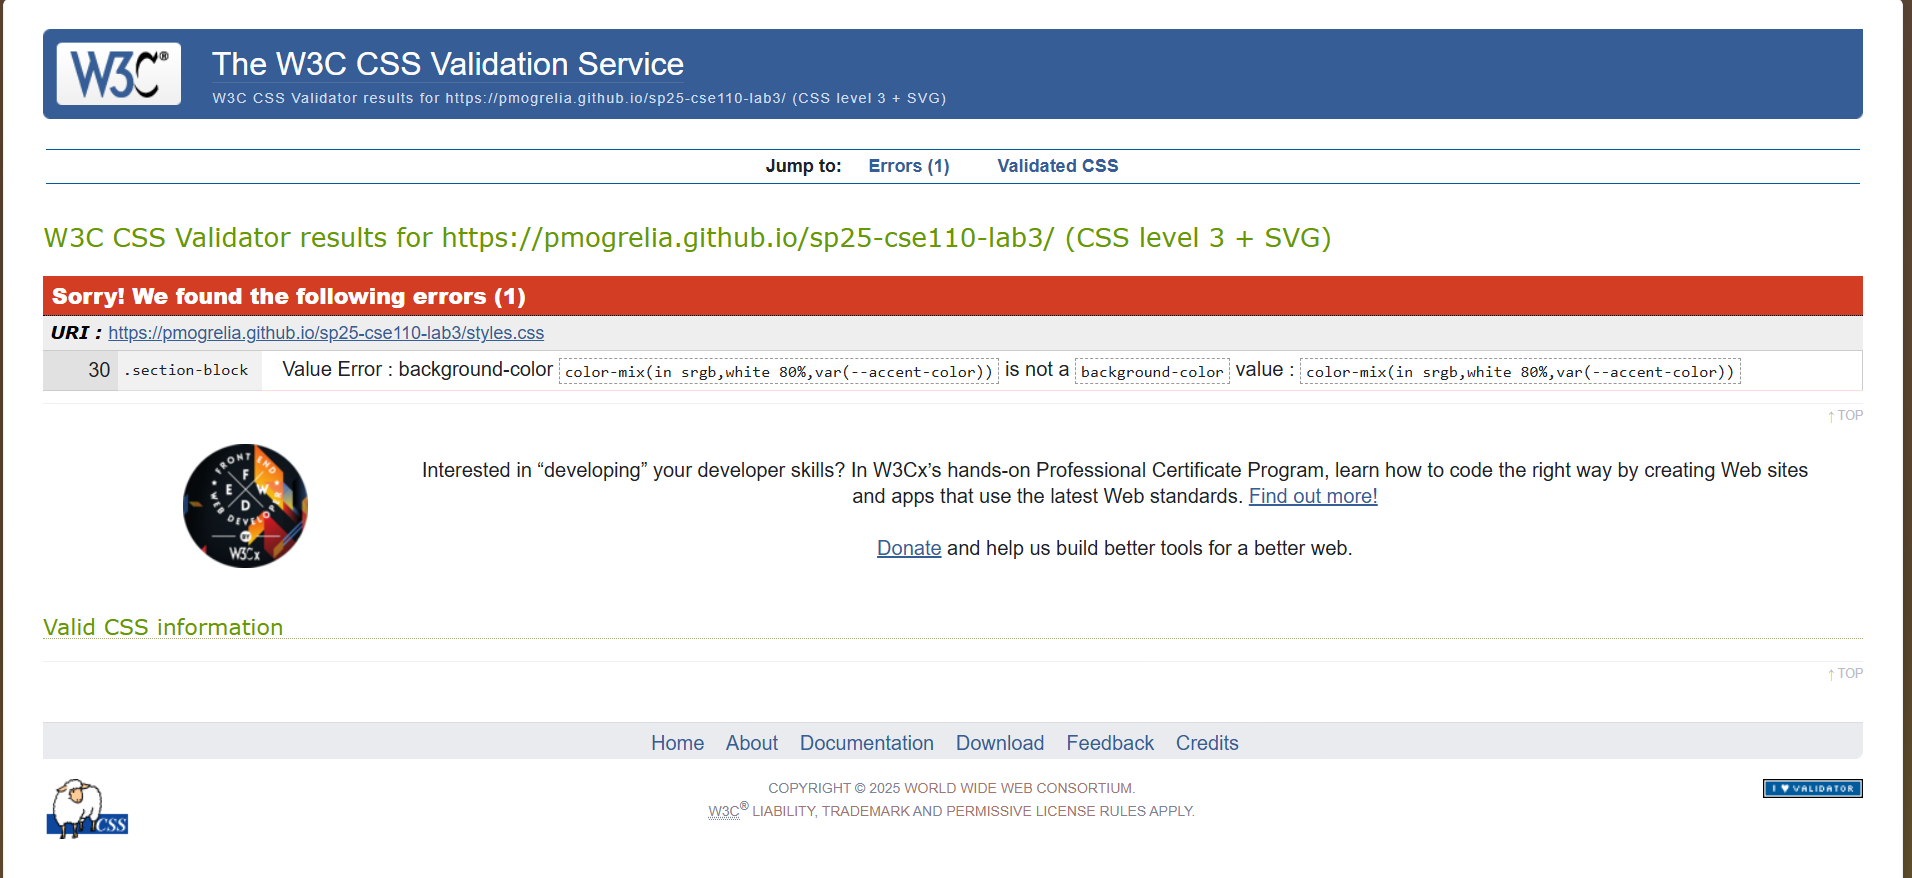 W3C®
The W3C CSS Validation Service
W3C CSS Validator results for https://pmogrelia.github.io/sp25-cse110-lab3/ (CSS level 3 + SVG)
Jump to: Errors (1) Validated CSS
W3C CSS Validator results for https://pmogrelia.github.io/sp25-cse110-lab3/ (CSS level 3 + SVG)
Sorry! We found the following errors (1)
URI : https://pmogrelia.github.io/sp25-cse110-lab3/styles.css
30 .section-block Value Error : background-color color-mix(in srgb,white 80%,var(--accent-color)) is not a background-color value : color-mix(in srgb,white 80%,var(--accent-color))
↑ TOP
FRONT END
F
E W
D
WEB DEVELOPER
BY
W3Cx
Interested in “developing” your developer skills? In W3Cx’s hands-on Professional Certificate Program, learn how to code the right way by creating Web sites
and apps that use the latest Web standards. Find out more!
Donate and help us build better tools for a better web.
Valid CSS information
↑ TOP
Home About Documentation Download Feedback Credits
CSS
COPYRIGHT © 2025 WORLD WIDE WEB CONSORTIUM.
W3C® LIABILITY, TRADEMARK AND PERMISSIVE LICENSE RULES APPLY.
I ♥ VALIDATOR